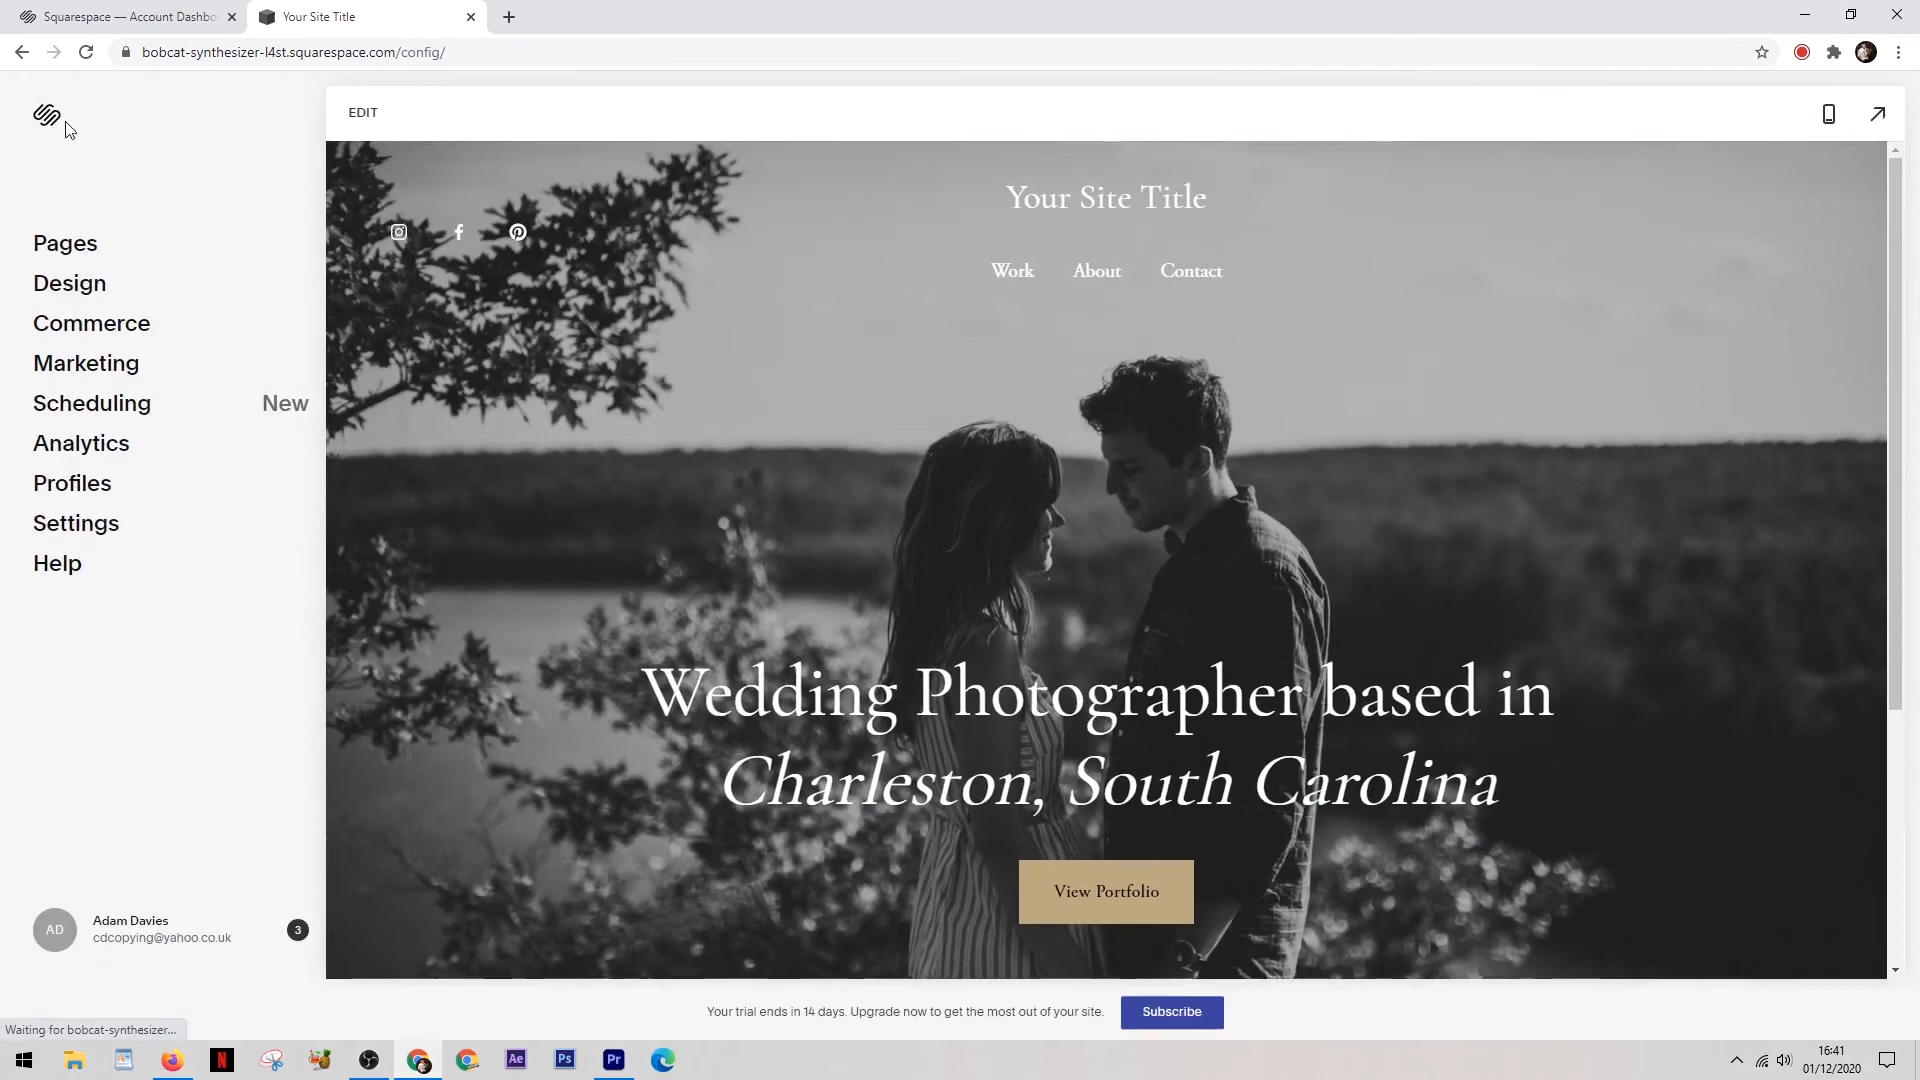 Squarespace — Account Dashbo
Your Site Title
bobcat-synthesizer-l4st.squarespace.com/config/
EDIT
Your Site Title
Work About Contact
Pages
Design
Commerce
Marketing
Scheduling New
Analytics
Profiles
Settings
Help
Wedding Photographer based in
Charleston, South Carolina
View Portfolio
AD
Adam Davies
cdcopying@yahoo.co.uk
3
Your trial ends in 14 days. Upgrade now to get the most out of your site. Subscribe
Waiting for bobcat-synthesizer...
N Ae Ps Pr
16:41
01/12/2020